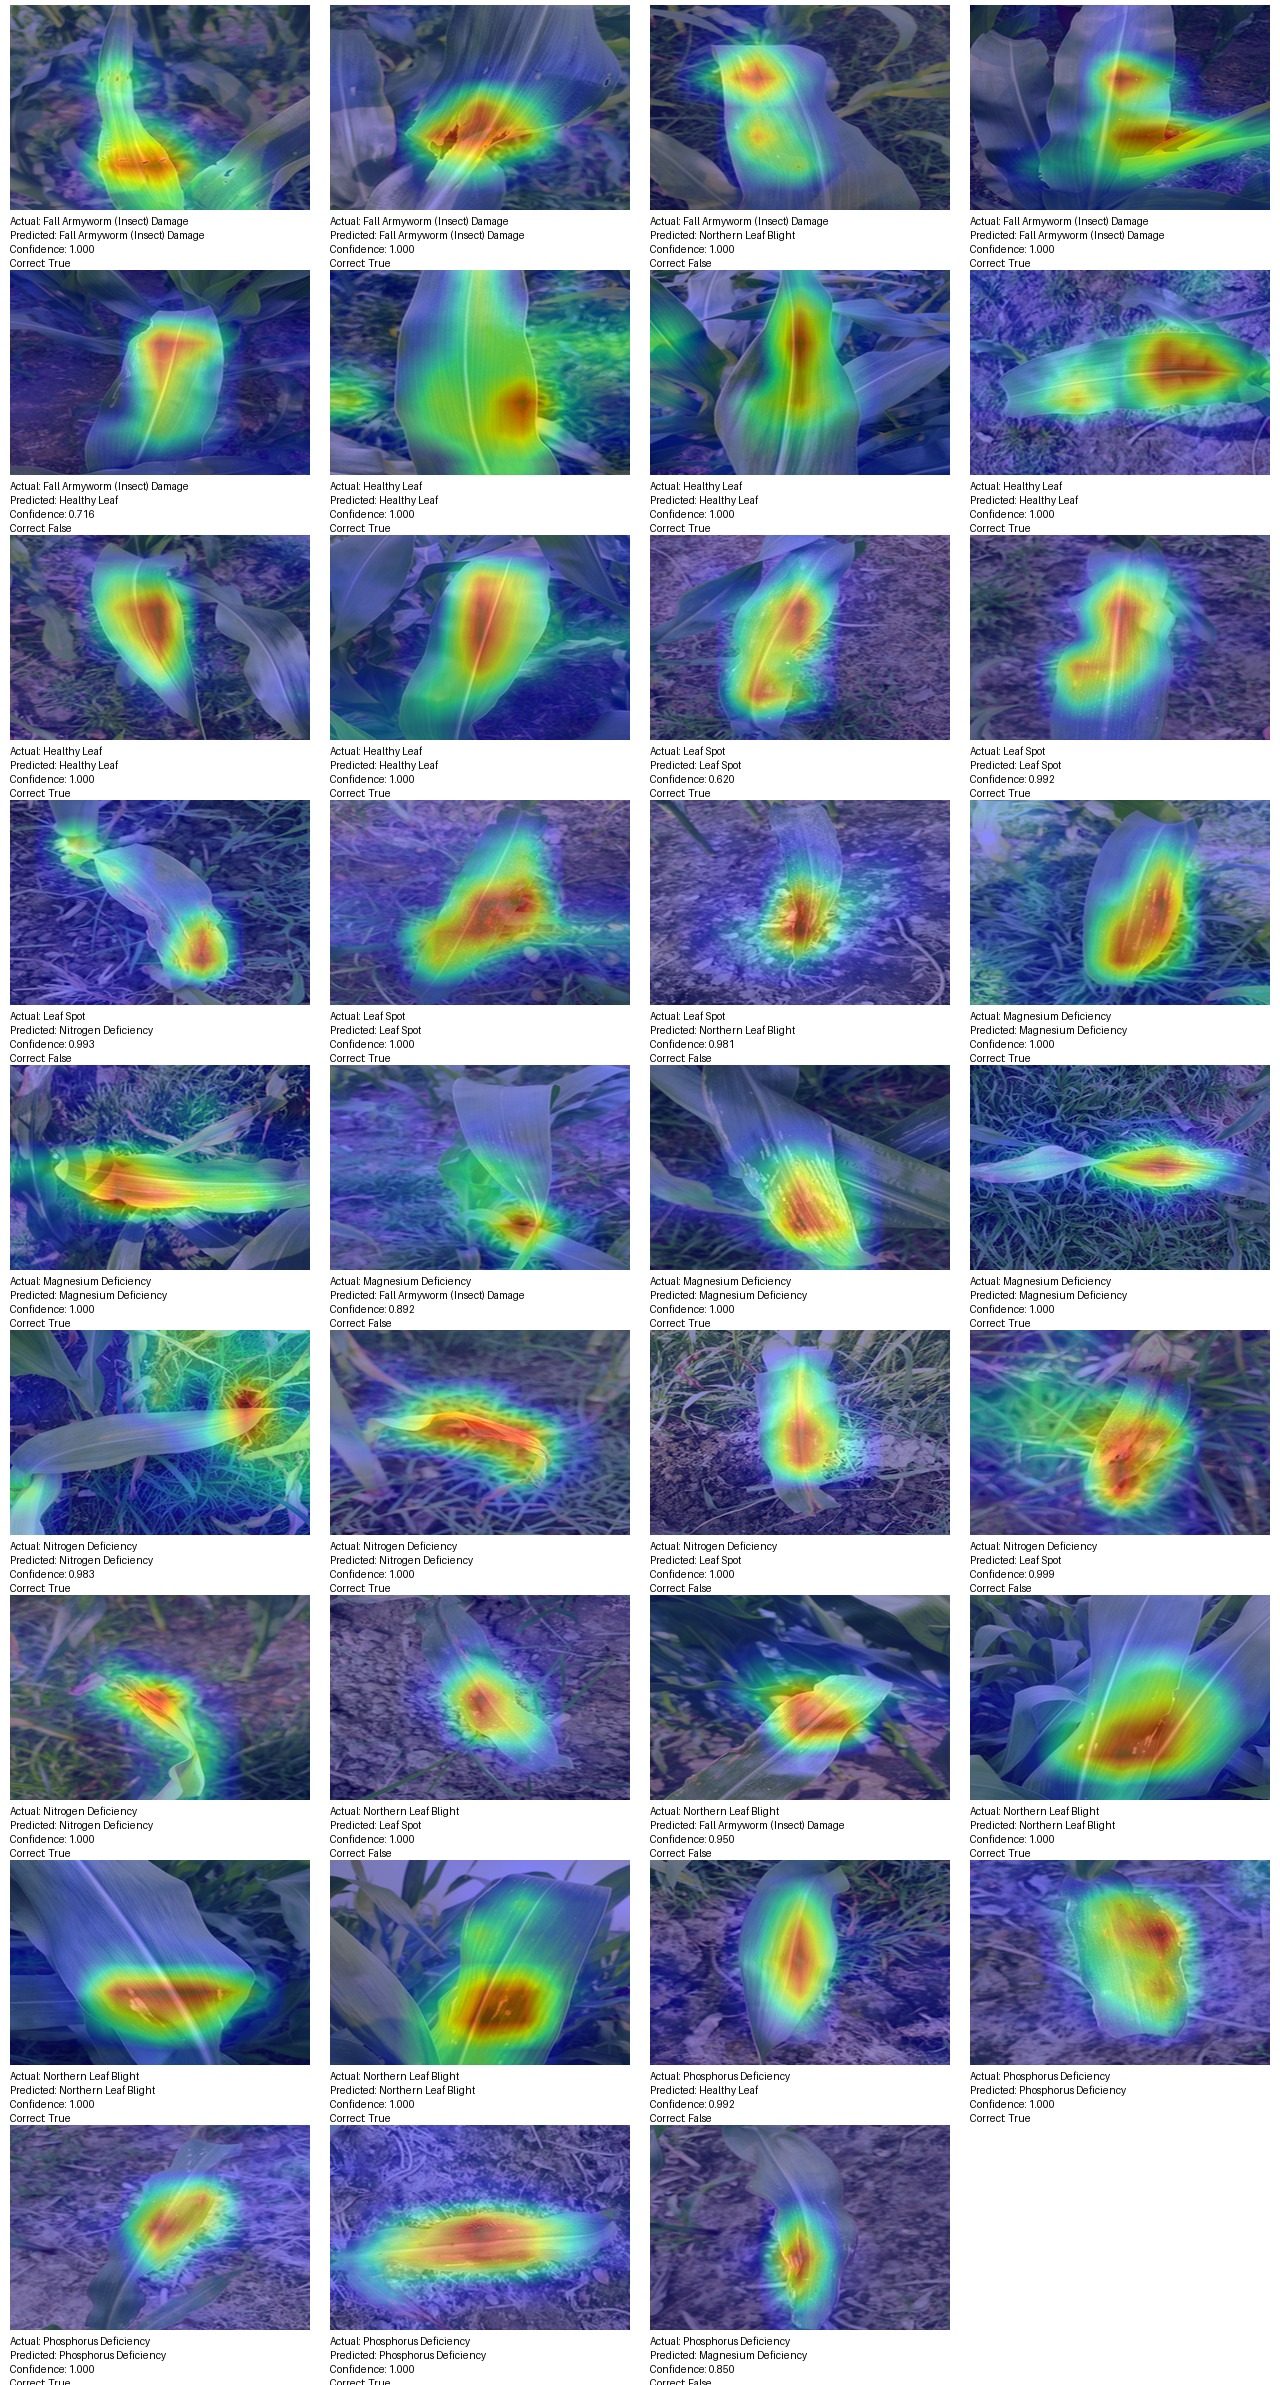 Actual: Fall Armyworm (Insect) Damage
Predicted: Fall Armyworm (Insect) Damage
Confidence: 1.000
Correct: True
Actual: Fall Armyworm (Insect) Damage
Predicted: Fall Armyworm (Insect) Damage
Confidence: 1.000
Correct: True
Actual: Fall Armyworm (Insect) Damage
Predicted: Northern Leaf Blight
Confidence: 1.000
Correct: False
Actual: Fall Armyworm (Insect) Damage
Predicted: Fall Armyworm (Insect) Damage
Confidence: 1.000
Correct: True
Actual: Fall Armyworm (Insect) Damage
Predicted: Healthy Leaf
Confidence: 0.716
Correct: False
Actual: Healthy Leaf
Predicted: Healthy Leaf
Confidence: 1.000
Correct: True
Actual: Healthy Leaf
Predicted: Healthy Leaf
Confidence: 1.000
Correct: True
Actual: Healthy Leaf
Predicted: Healthy Leaf
Confidence: 1.000
Correct: True
Actual: Healthy Leaf
Predicted: Healthy Leaf
Confidence: 1.000
Correct: True
Actual: Healthy Leaf
Predicted: Healthy Leaf
Confidence: 1.000
Correct: True
Actual: Leaf Spot
Predicted: Leaf Spot
Confidence: 0.620
Correct: True
Actual: Leaf Spot
Predicted: Leaf Spot
Confidence: 0.992
Correct: True
Actual: Leaf Spot
Predicted: Nitrogen Deficiency
Confidence: 0.993
Correct: False
Actual: Leaf Spot
Predicted: Leaf Spot
Confidence: 1.000
Correct: True
Actual: Leaf Spot
Predicted: Northern Leaf Blight
Confidence: 0.981
Correct: False
Actual: Magnesium Deficiency
Predicted: Magnesium Deficiency
Confidence: 1.000
Correct: True
Actual: Magnesium Deficiency
Predicted: Magnesium Deficiency
Confidence: 1.000
Correct: True
Actual: Magnesium Deficiency
Predicted: Fall Armyworm (Insect) Damage
Confidence: 0.892
Correct: False
Actual: Magnesium Deficiency
Predicted: Magnesium Deficiency
Confidence: 1.000
Correct: True
Actual: Magnesium Deficiency
Predicted: Magnesium Deficiency
Confidence: 1.000
Correct: True
Actual: Nitrogen Deficiency
Predicted: Nitrogen Deficiency
Confidence: 0.983
Correct: True
Actual: Nitrogen Deficiency
Predicted: Nitrogen Deficiency
Confidence: 1.000
Correct: True
Actual: Nitrogen Deficiency
Predicted: Leaf Spot
Confidence: 1.000
Correct: False
Actual: Nitrogen Deficiency
Predicted: Leaf Spot
Confidence: 0.999
Correct: False
Actual: Nitrogen Deficiency
Predicted: Nitrogen Deficiency
Confidence: 1.000
Correct: True
Actual: Northern Leaf Blight
Predicted: Leaf Spot
Confidence: 1.000
Correct: False
Actual: Northern Leaf Blight
Predicted: Fall Armyworm (Insect) Damage
Confidence: 0.950
Correct: False
Actual: Northern Leaf Blight
Predicted: Northern Leaf Blight
Confidence: 1.000
Correct: True
Actual: Northern Leaf Blight
Predicted: Northern Leaf Blight
Confidence: 1.000
Correct: True
Actual: Northern Leaf Blight
Predicted: Northern Leaf Blight
Confidence: 1.000
Correct: True
Actual: Phosphorus Deficiency
Predicted: Healthy Leaf
Confidence: 0.992
Correct: False
Actual: Phosphorus Deficiency
Predicted: Phosphorus Deficiency
Confidence: 1.000
Correct: True
Actual: Phosphorus Deficiency
Predicted: Phosphorus Deficiency
Confidence: 1.000
Correct: True
Actual: Phosphorus Deficiency
Predicted: Phosphorus Deficiency
Confidence: 1.000
Correct: True
Actual: Phosphorus Deficiency
Predicted: Magnesium Deficiency
Confidence: 0.850
Correct: False